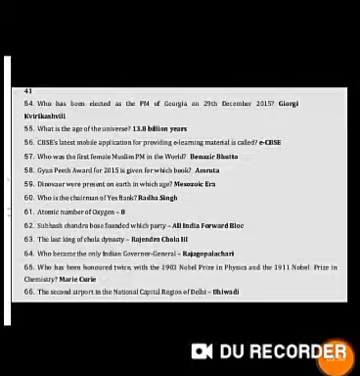 41
54. Who has been elected as the PM of Georgia on 29th December 2015? Giorgi
Kvirikashvili
55. What is the age of the universe? 13.8 billion years
56. CBSE's latest mobile application for providing e-learning material is called? e-CBSE
57. Who was the first female Muslim PM in the World? Benazir Bhutto
58. Gyan Peeth Award for 2015 is given for which book? Amruta
59. Dinosaur were present on earth in which age? Mesozoic Era
60. Who is the chairman of Yes Bank? Radha Singh
61. Atomic number of Oxygen – 8
62. Subhash chandra bose founded which party – All India Forward Bloc
63. The last king of chola dynasty – Rajendra Chola III
64. Who became the only Indian Governor-General – Rajagopalachari
65. Who has been honoured twice, with the 1903 Nobel Prize in Physics and the 1911 Nobel Prize in
Chemistry? Marie Curie
66. The second airport in the National Capital Region of Delhi – Bhiwadi
DU RECORDER